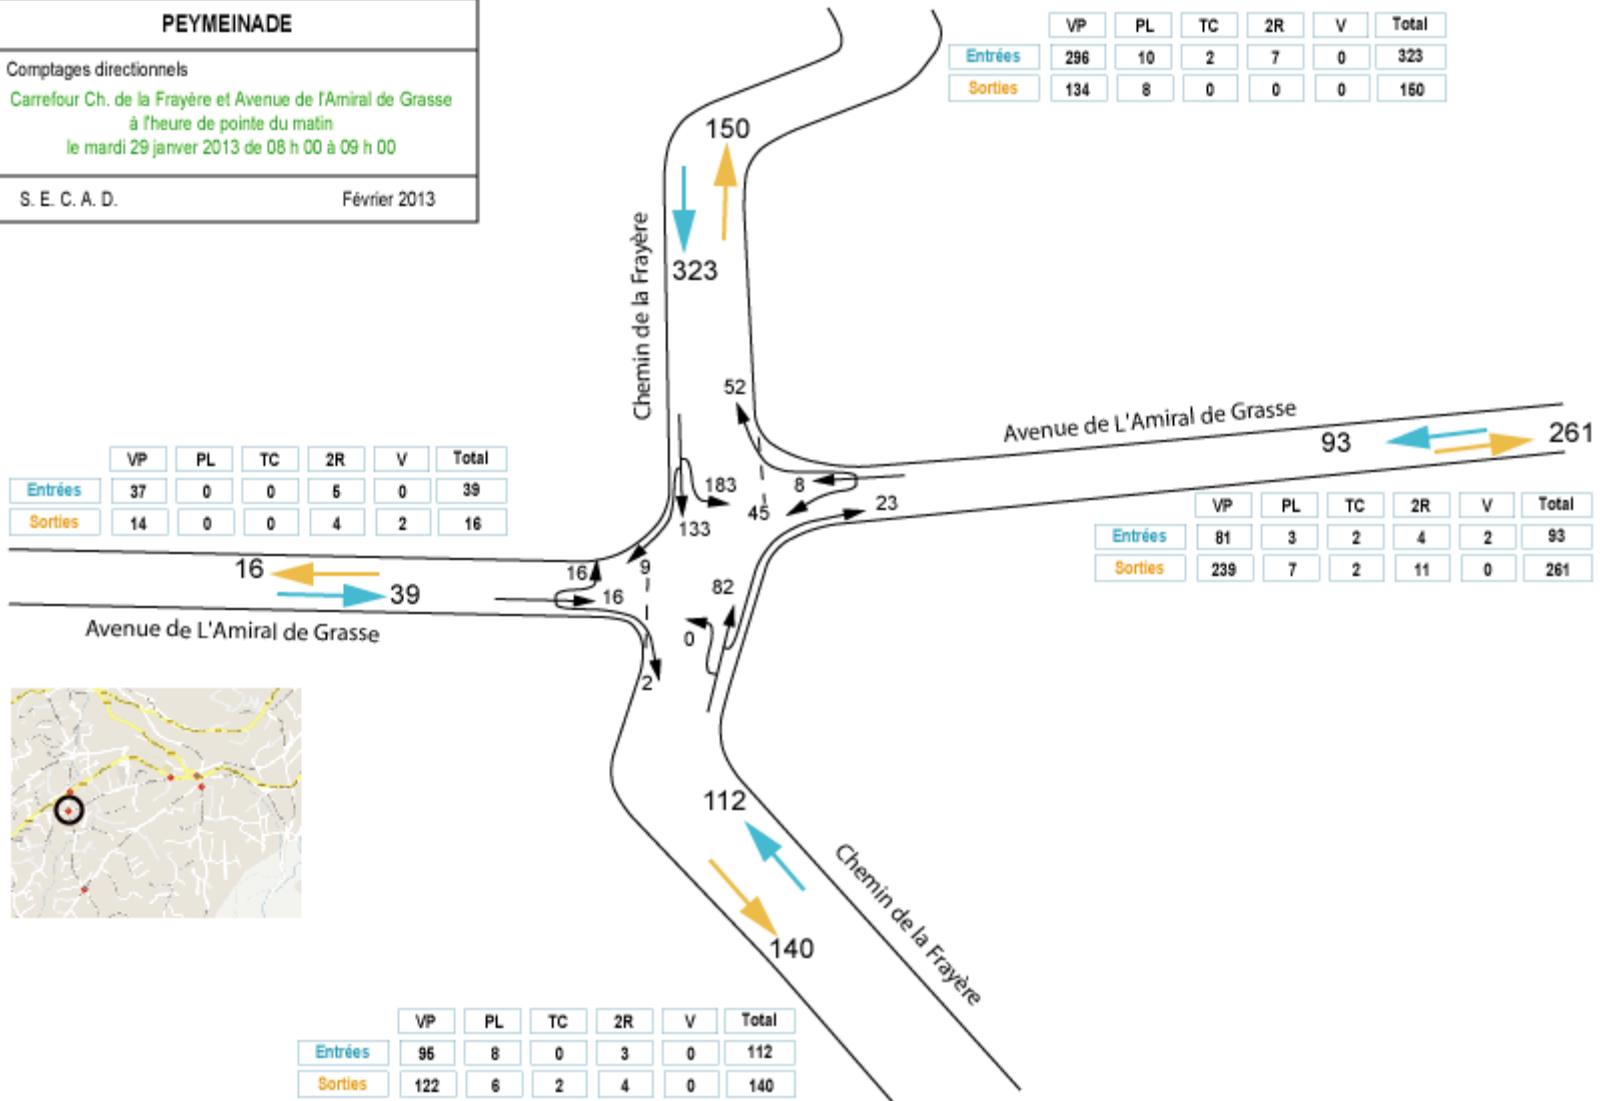 PEYMEINADE
Comptages directionnels
Carrefour Ch. de la Frayère et Avenue de l'Amiral de Grasse
à l'heure de pointe du matin
le mardi 29 janver 2013 de 08 h 00 à 09 h 00
S. E. C. A. D. Février 2013
VP PL TC 2R V Total
Entrées 296 10 2 7 0 323
Sorties 134 8 0 0 0 150
150
323
Chemin de la Frayère
52
Avenue de L'Amiral de Grasse
93 261
VP PL TC 2R V Total
Entrées 37 0 0 5 0 39
Sorties 14 0 0 4 2 16
183
8
45
23
133
VP PL TC 2R V Total
Entrées 81 3 2 4 2 93
Sorties 239 7 2 11 0 261
16
39
16
9
16
82
0
2
Avenue de L'Amiral de Grasse
112
140
Chemin de la Frayère
VP PL TC 2R V Total
Entrées 95 8 0 3 0 112
Sorties 122 6 2 4 0 140